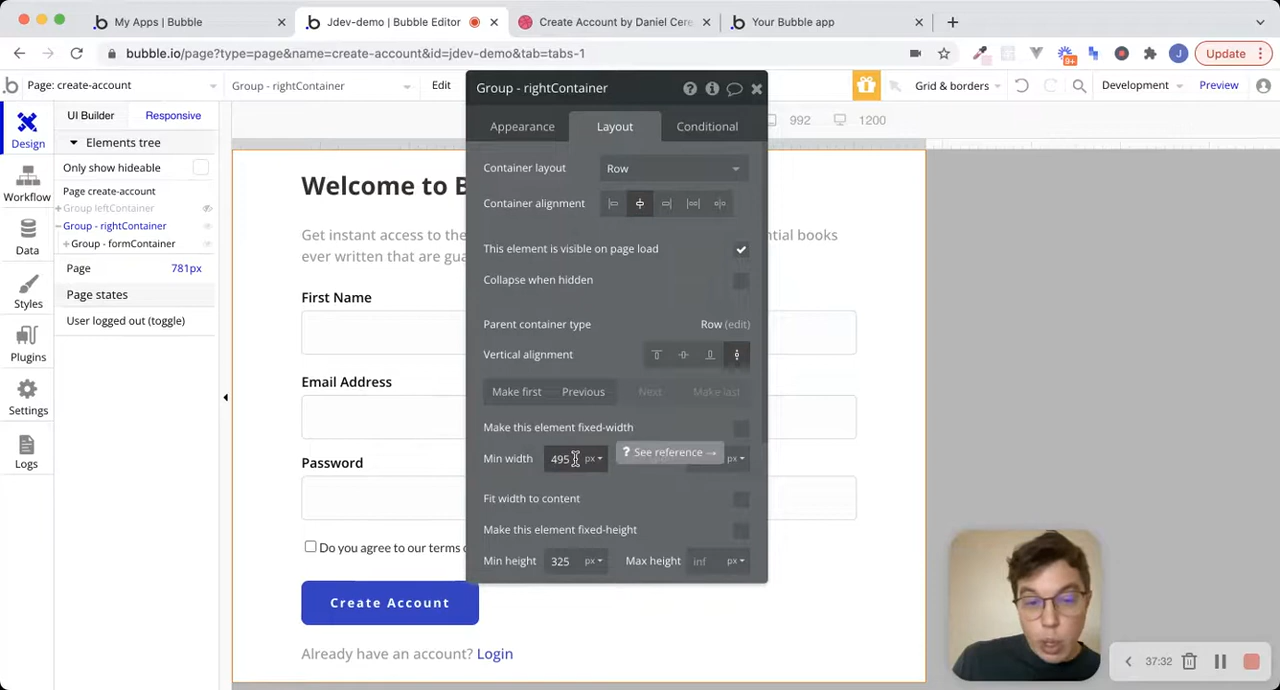 My Apps | Bubble
Jdev-demo | Bubble Editor
Create Account by Daniel Cere
Your Bubble app
bubble.io/page?type=page&name=create-account&id=jdev-demo&tab=tabs-1
9+
J
Update
Page: create-account
Group - rightContainer
Edit
Grid & borders
Development
Preview
Design
Workflow
Data
Styles
Plugins
Settings
Logs
UI Builder
Responsive
Elements tree
Only show hideable
Page create-account
Group leftContainer
Group - rightContainer
Group - formContainer
Page 781px
Page states
User logged out (toggle)
992
1200
Welcome to B
Get instant access to the
ential books
ever written that are gua
First Name
Email Address
Password
Do you agree to our terms o
Create Account
Already have an account? Login
Group - rightContainer
Appearance
Layout
Conditional
Container layout
Row
Container alignment
This element is visible on page load
Collapse when hidden
Parent container type
Row (edit)
Vertical alignment
Make first
Previous
Next
Make last
Make this element fixed-width
Min width
495
px
? See reference →
px
Fit width to content
Make this element fixed-height
Min height
325
px
Max height
inf
px
37:32